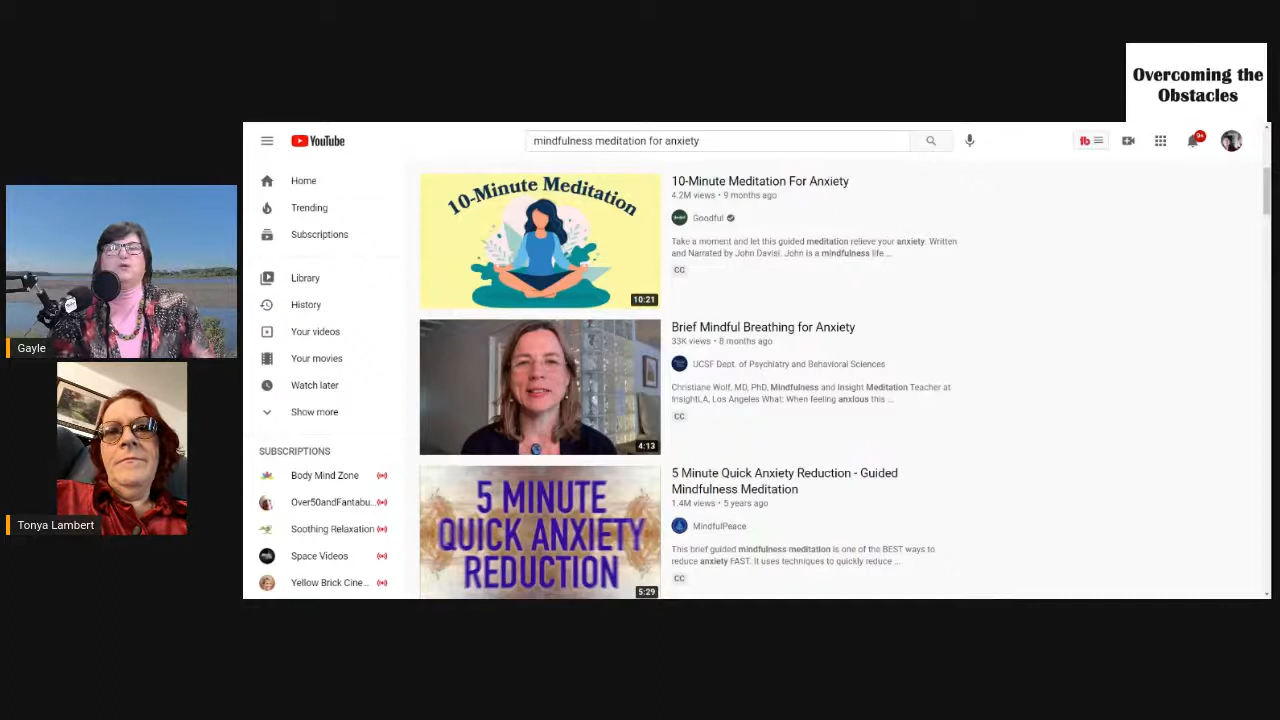 Overcoming the
Obstacles
YouTube
mindfulness meditation for anxiety
9+
Home
Trending
Subscriptions
Library
History
Your videos
Your movies
Watch later
Show more
SUBSCRIPTIONS
Body Mind Zone
Over50andFantabu...
Soothing Relaxation
Space Videos
Yellow Brick Cine...
10-Minute Meditation
10:21
10-Minute Meditation For Anxiety
4.2M views • 9 months ago
Goodful
Take a moment and let this guided meditation relieve your anxiety. Written
and Narrated by John Davisi. John is a mindfulness life ...
CC
4:13
Brief Mindful Breathing for Anxiety
33K views • 8 months ago
UCSF Dept. of Psychiatry and Behavioral Sciences
Christiane Wolf, MD, PhD, Mindfulness and Insight Meditation Teacher at
InsightLA, Los Angeles What: When feeling anxious this ...
CC
5 MINUTE
QUICK ANXIETY
REDUCTION
5:29
5 Minute Quick Anxiety Reduction - Guided
Mindfulness Meditation
1.4M views • 5 years ago
MindfulPeace
This brief guided mindfulness meditation is one of the BEST ways to
reduce anxiety FAST. It uses techniques to quickly reduce ...
CC
Gayle
Tonya Lambert